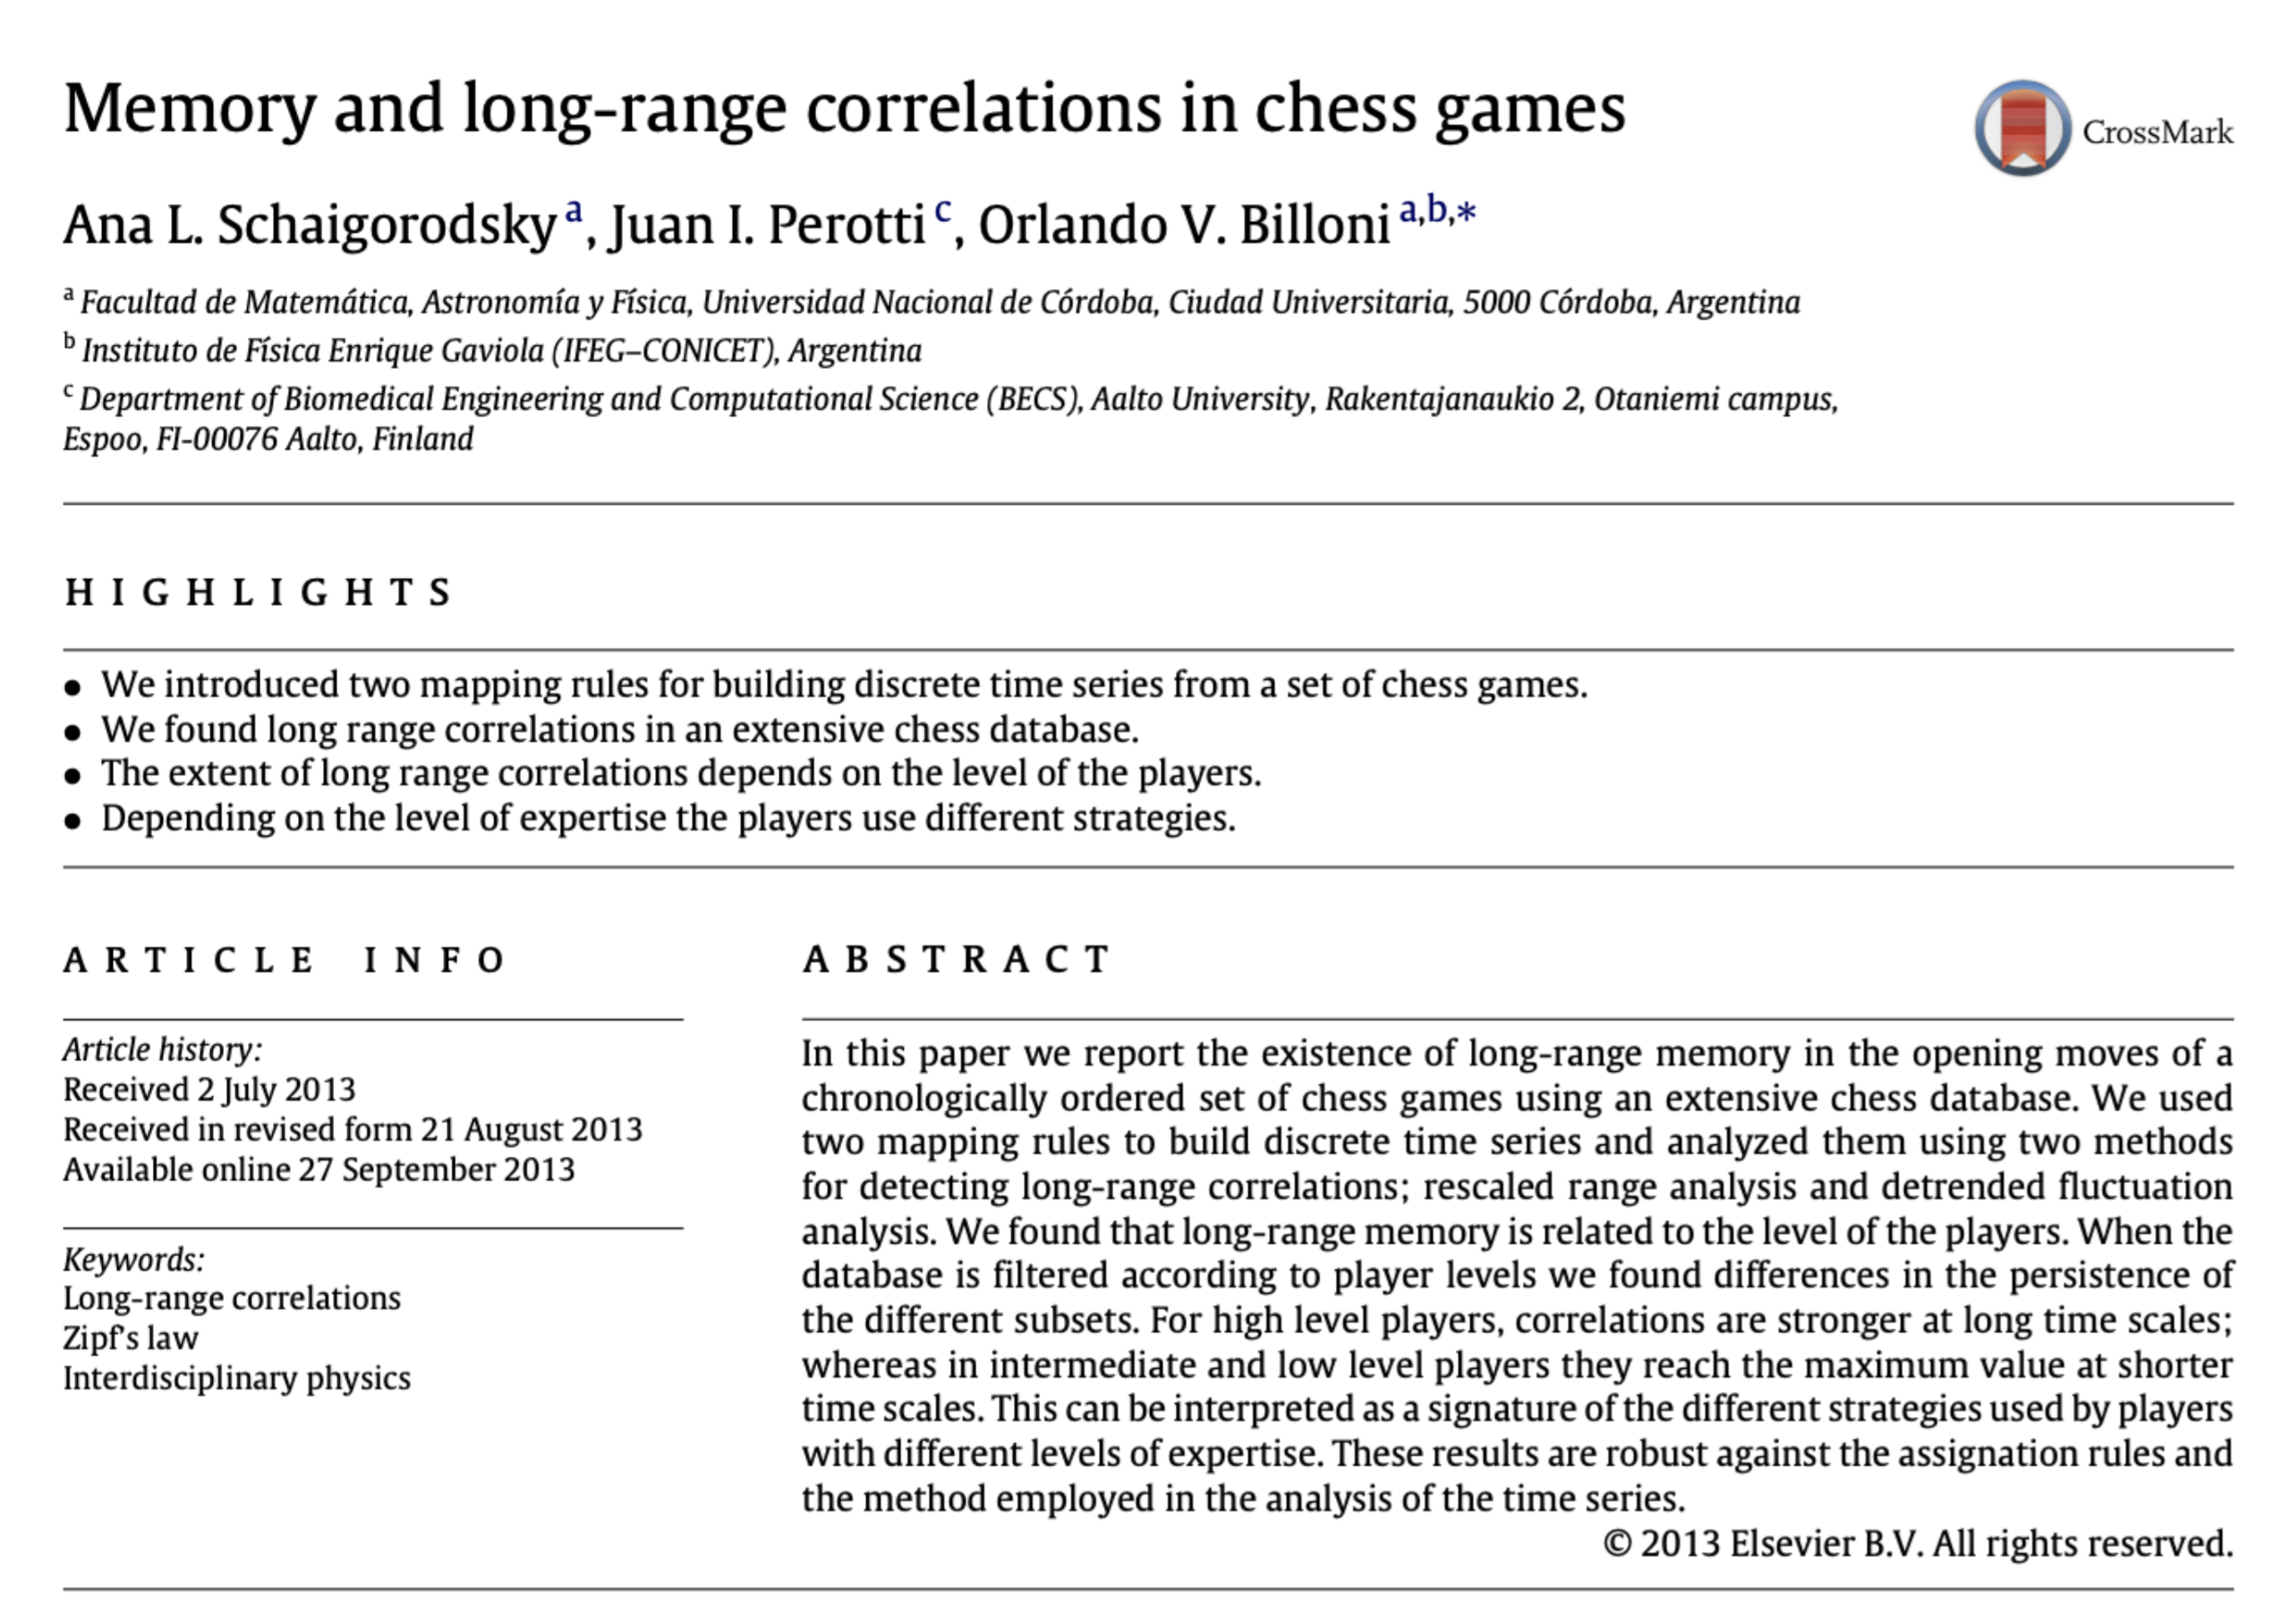 Memory and long-range correlations in chess games
CrossMark
Ana L. Schaigorodsky a, Juan I. Perotti c, Orlando V. Billoni a,b,*
a Facultad de Matemática, Astronomía y Física, Universidad Nacional de Córdoba, Ciudad Universitaria, 5000 Córdoba, Argentina
b Instituto de Física Enrique Gaviola (IFEG–CONICET), Argentina
c Department of Biomedical Engineering and Computational Science (BECS), Aalto University, Rakentajanaukio 2, Otaniemi campus,
Espoo, FI-00076 Aalto, Finland
HIGHLIGHTS
• We introduced two mapping rules for building discrete time series from a set of chess games.
• We found long range correlations in an extensive chess database.
• The extent of long range correlations depends on the level of the players.
• Depending on the level of expertise the players use different strategies.
ARTICLE INFO
Article history:
Received 2 July 2013
Received in revised form 21 August 2013
Available online 27 September 2013
Keywords:
Long-range correlations
Zipf's law
Interdisciplinary physics
ABSTRACT
In this paper we report the existence of long-range memory in the opening moves of a
chronologically ordered set of chess games using an extensive chess database. We used
two mapping rules to build discrete time series and analyzed them using two methods
for detecting long-range correlations; rescaled range analysis and detrended fluctuation
analysis. We found that long-range memory is related to the level of the players. When the
database is filtered according to player levels we found differences in the persistence of
the different subsets. For high level players, correlations are stronger at long time scales;
whereas in intermediate and low level players they reach the maximum value at shorter
time scales. This can be interpreted as a signature of the different strategies used by players
with different levels of expertise. These results are robust against the assignation rules and
the method employed in the analysis of the time series.
© 2013 Elsevier B.V. All rights reserved.